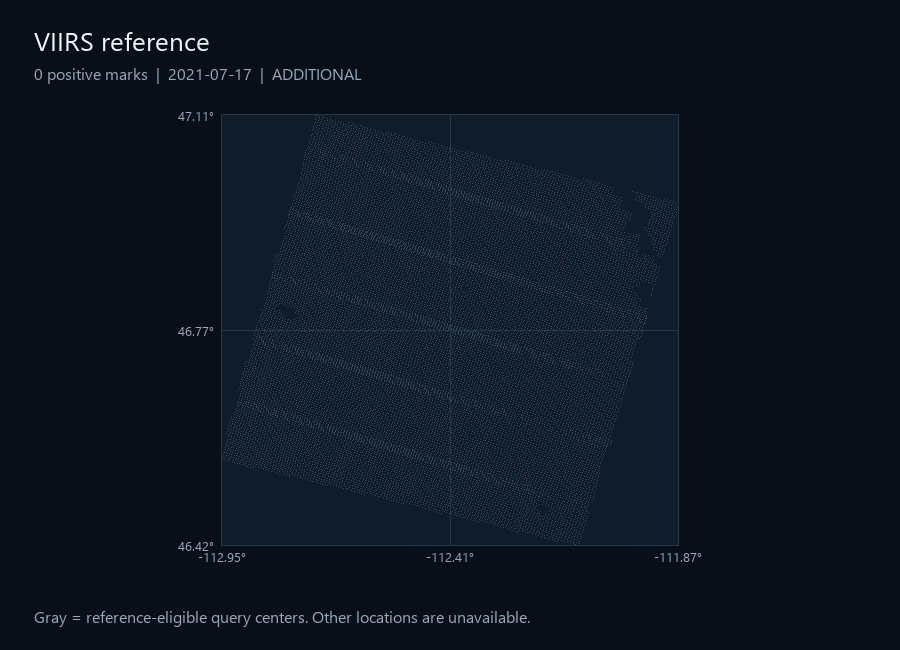 VIIRS reference
0 positive marks | 2021-07-17 | ADDITIONAL
47.11°
46.77°
46.42°
-112.95°
-112.41°
-111.87°
Gray = reference-eligible query centers. Other locations are unavailable.